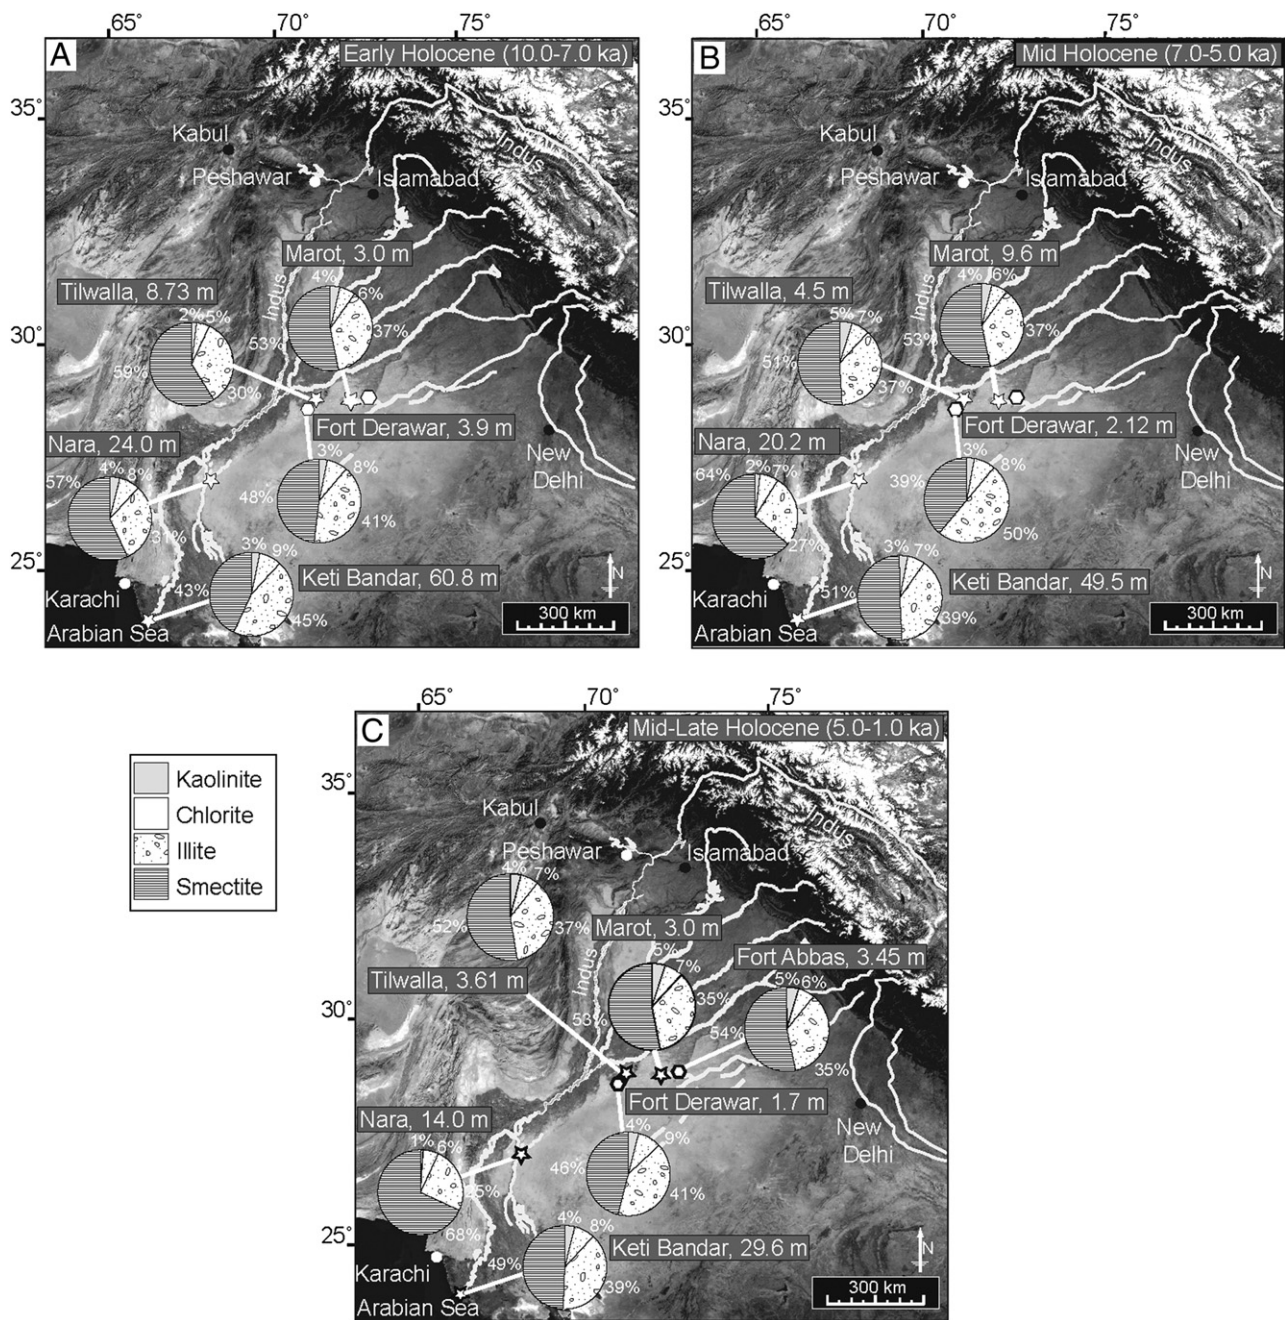 65°
70°
75°
A
Early Holocene (10.0-7.0 ka)
35°
30°
25°
Kabul
Indus
Peshawar
Islamabad
Marot, 3.0 m
4%
6%
37%
53%
Tilwalla, 8.73 m
2%
5%
30%
59%
Indus
Fort Derawar, 3.9 m
3%
8%
41%
48%
Nara, 24.0 m
4%
8%
31%
57%
New
Delhi
Keti Bandar, 60.8 m
3%
9%
45%
43%
Karachi
Arabian Sea
N
300 km
65°
70°
75°
B
Mid Holocene (7.0-5.0 ka)
35°
30°
25°
Kabul
Indus
Peshawar
Islamabad
Marot, 9.6 m
4%
6%
37%
53%
Tilwalla, 4.5 m
5%
7%
37%
51%
Indus
Fort Derawar, 2.12 m
3%
8%
50%
39%
Nara, 20.2 m
2%
7%
27%
64%
New
Delhi
Keti Bandar, 49.5 m
3%
7%
39%
51%
Karachi
Arabian Sea
N
300 km
Kaolinite
Chlorite
Illite
Smectite
65°
70°
75°
C
Mid-Late Holocene (5.0-1.0 ka)
35°
30°
25°
Kabul
Indus
Peshawar
Islamabad
4%
7%
37%
52%
Tilwalla, 3.61 m
Indus
Marot, 3.0 m
5%
7%
35%
53%
Fort Abbas, 3.45 m
5%
6%
35%
54%
Fort Derawar, 1.7 m
4%
9%
41%
46%
Nara, 14.0 m
1%
6%
25%
68%
New
Delhi
Keti Bandar, 29.6 m
4%
8%
39%
49%
Karachi
Arabian Sea
N
300 km